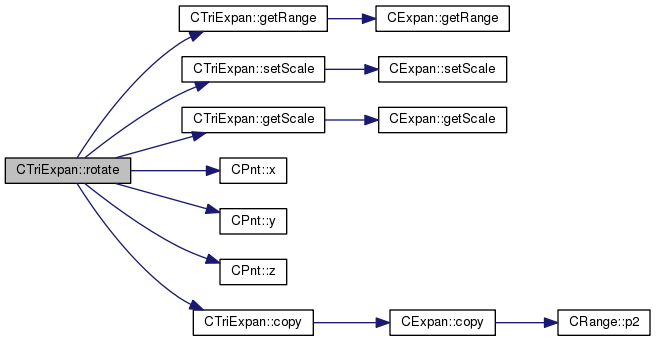 CTriExpan::getRange
CExpan::getRange
CTriExpan::setScale
CExpan::setScale
CTriExpan::getScale
CExpan::getScale
CTriExpan::rotate
CPnt::x
CPnt::y
CPnt::z
CTriExpan::copy
CExpan::copy
CRange::p2